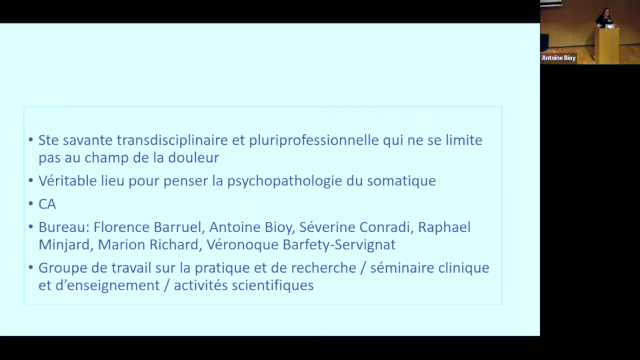 Antoine Bioy
• Ste savante transdisciplinaire et pluriprofessionnelle qui ne se limite
pas au champ de la douleur
• Véritable lieu pour penser la psychopathologie du somatique
• CA
• Bureau: Florence Barruel, Antoine Bioy, Séverine Conradi, Raphael
Minjard, Marion Richard, Véronoque Barfety-Servignat
• Groupe de travail sur la pratique et de recherche / séminaire clinique
et d’enseignement / activités scientifiques